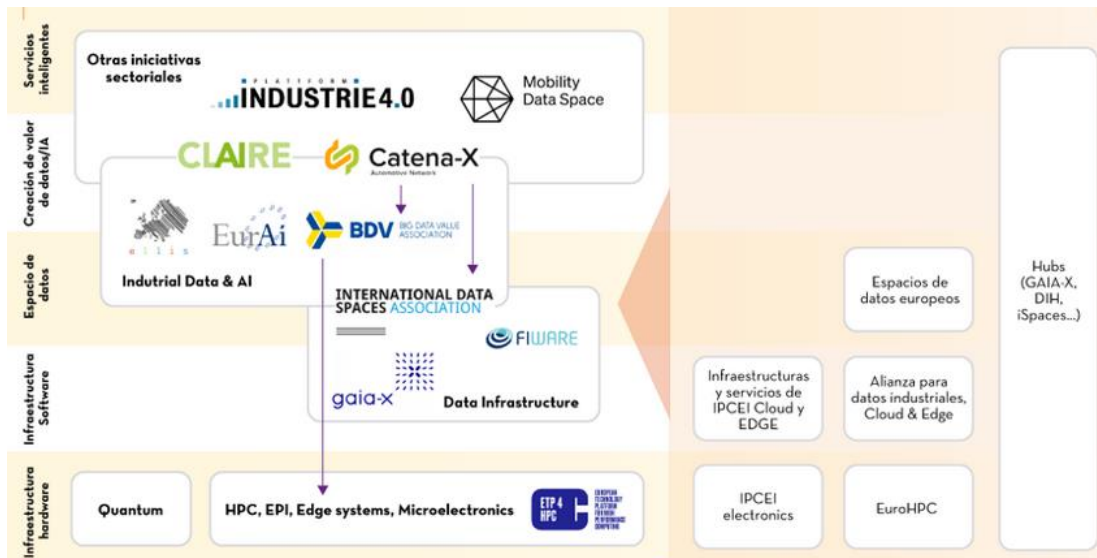 Servicios
inteligentes
Otras iniciativas
sectoriales
PLATTFORM
INDUSTRIE4.0
Mobility
Data Space
Creación de valor
de datos/IA
CLAIRE
Catena-X
Automotive Network
ellis
EurAi
BDV BIG DATA VALUE
ASSOCIATION
Indutrial Data & AI
Espacio de
datos
INTERNATIONAL DATA
SPACES ASSOCIATION
FIWARE
gaia-x
Data Infrastructure
Infraestructura
Software
Infraestructura
hardware
Quantum
HPC, EPI, Edge systems, Microelectronics
ETP 4
HPC
EUROPEAN
TECHNOLOGY
PLATFORM
FOR HIGH
PERFORMANCE
COMPUTING
Espacios de
datos europeos
Infraestructuras
y servicios de
IPCEI Cloud y
EDGE
Alianza para
datos industriales,
Cloud & Edge
IPCEI
electronics
EuroHPC
Hubs
(GAIA-X,
DIH,
iSpaces...)